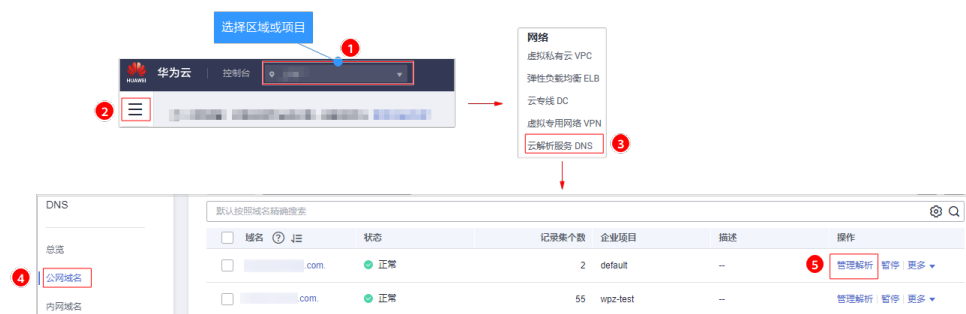 选择区域或项目
1
HUAWEI 华为云 控制台
2
网络
虚拟私有云 VPC
弹性负载均衡 ELB
云专线 DC
虚拟专用网络 VPN
云解析服务 DNS
3
DNS
总览
4
公网域名
内网域名
默认按照域名精确搜索
域名 ? 状态 记录集个数 企业项目 描述 操作
.com. 正常 2 default -- 5 管理解析 暂停 更多
.com. 正常 55 wpz-test -- 管理解析 暂停 更多